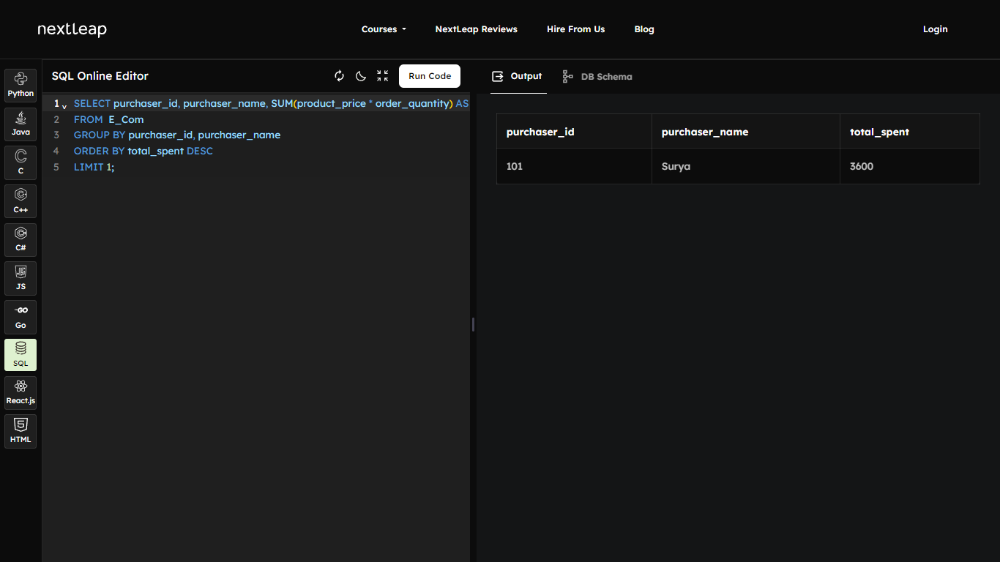 nextleap
Courses
NextLeap Reviews
Hire From Us
Blog
Login
Python
Java
C
C++
C#
JS
GO
Go
SQL
React.js
HTML
SQL Online Editor
Run Code
1 SELECT purchaser_id, purchaser_name, SUM(product_price * order_quantity) AS
2 FROM E_Com
3 GROUP BY purchaser_id, purchaser_name
4 ORDER BY total_spent DESC
5 LIMIT 1;
Output
DB Schema
purchaser_id purchaser_name total_spent
101 Surya 3600